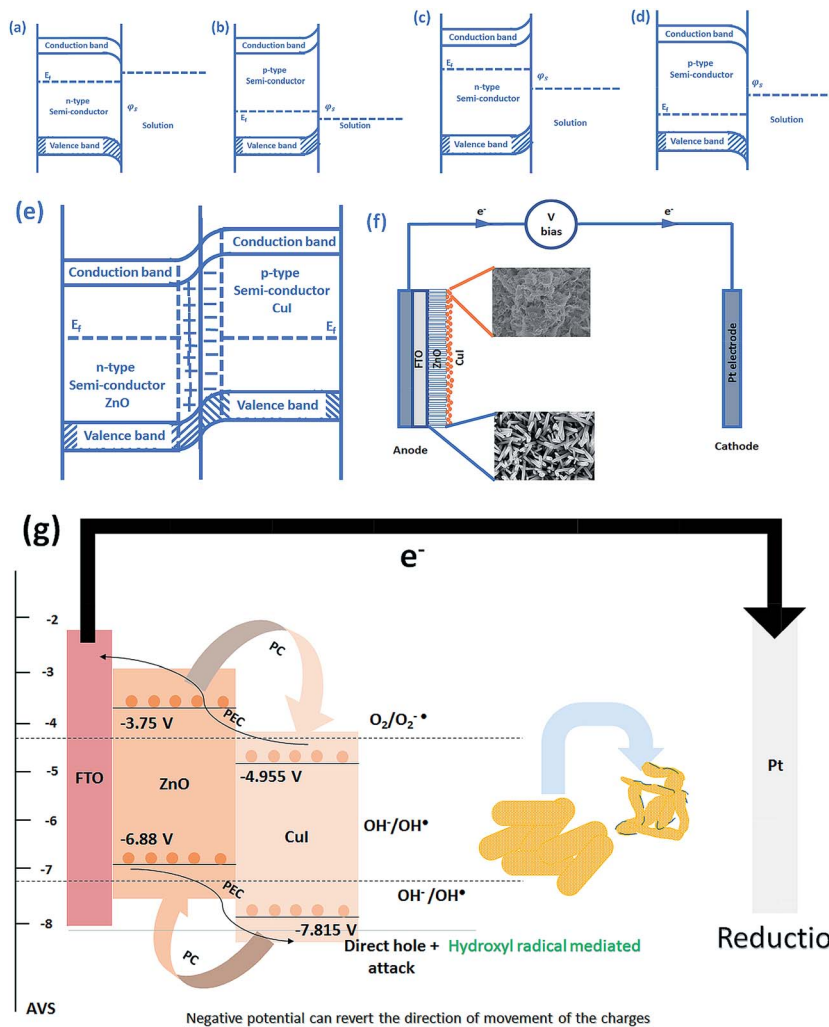 (a)
Conduction band
Ef
n-type
Semi-conductor
φs
Solution
Valence band
(b)
Conduction band
p-type
Semi-conductor
Ef
φs
Solution
Valence band
(c)
Conduction band
Ef
n-type
Semi-conductor
φs
Solution
Valence band
(d)
Conduction band
p-type
Semi-conductor
Ef
φs
Solution
Valence band
(e)
Conduction band
Conduction band
p-type
Semi-conductor
CuI
Ef
Ef
n-type
Semi-conductor
ZnO
Valence band
Valence band
(f)
e-
V
bias
e-
FTO
ZnO
CuI
Pt electrode
Anode
Cathode
(g)
e-
-2
-3
-4
-5
-6
-7
-8
AVS
PC
PEC
-3.75 V
O2/O2-•
-4.955 V
FTO
ZnO
Pt
CuI
OH-/OH•
-6.88 V
PEC
OH-/OH•
-7.815 V
PC
Direct hole + Hydroxyl radical mediated
attack
Reductio
Negative potential can revert the direction of movement of the charges